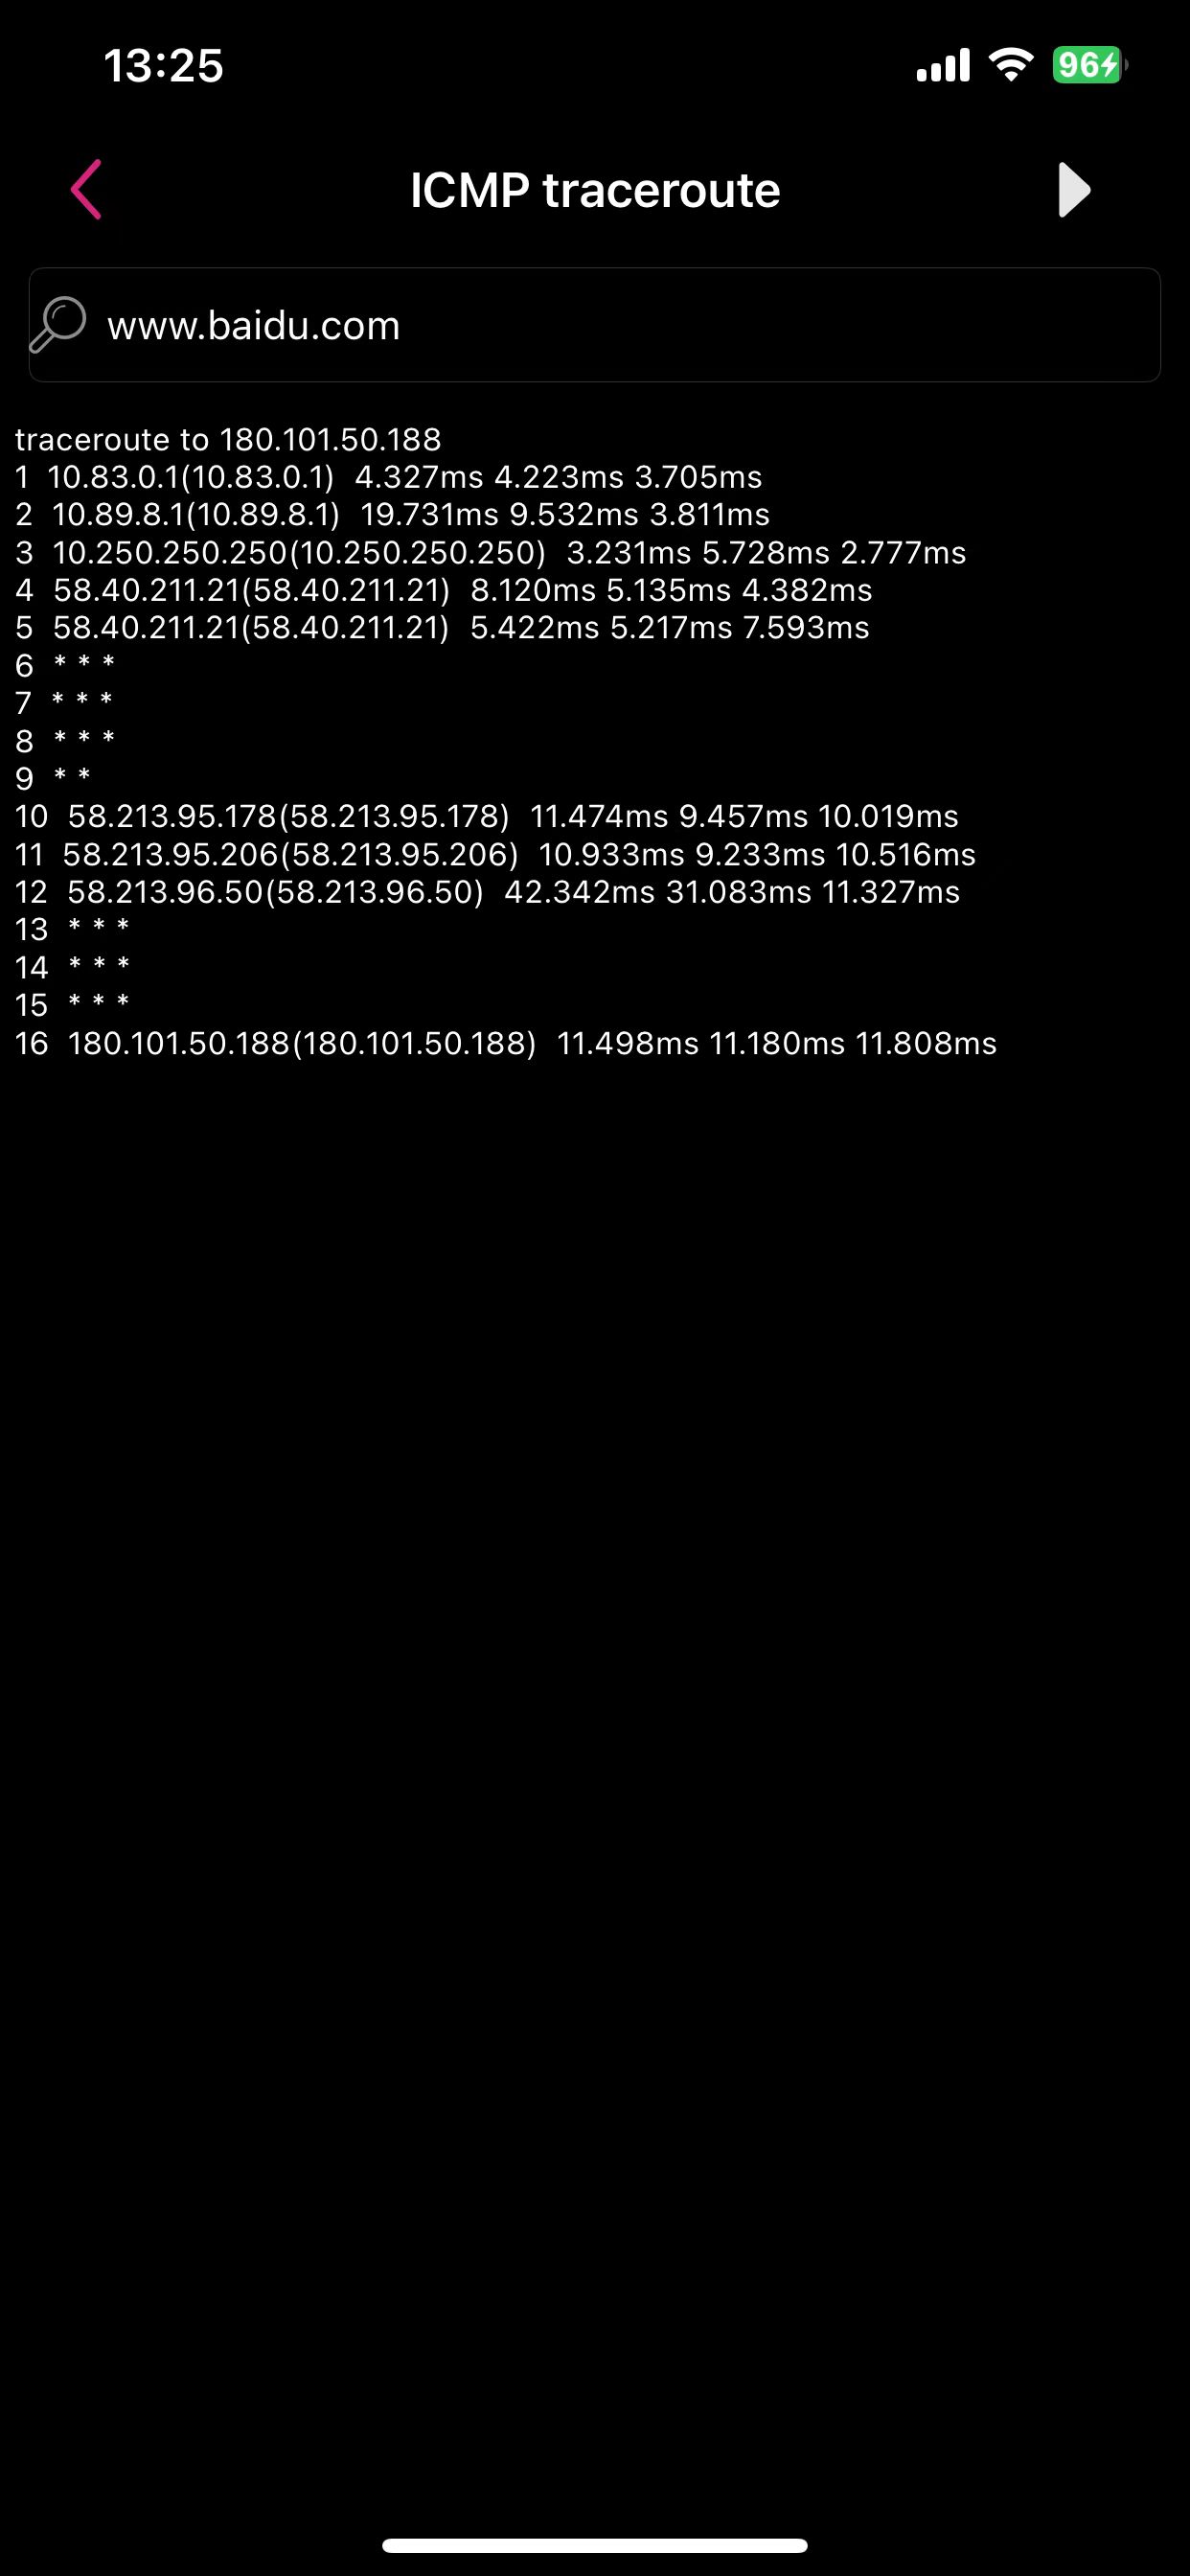 13:25
96
ICMP traceroute
www.baidu.com
traceroute to 180.101.50.188
1  10.83.0.1(10.83.0.1)  4.327ms 4.223ms 3.705ms
2  10.89.8.1(10.89.8.1)  19.731ms 9.532ms 3.811ms
3  10.250.250.250(10.250.250.250)  3.231ms 5.728ms 2.777ms
4  58.40.211.21(58.40.211.21)  8.120ms 5.135ms 4.382ms
5  58.40.211.21(58.40.211.21)  5.422ms 5.217ms 7.593ms
6  * * *
7  * * *
8  * * *
9  * *
10  58.213.95.178(58.213.95.178)  11.474ms 9.457ms 10.019ms
11  58.213.95.206(58.213.95.206)  10.933ms 9.233ms 10.516ms
12  58.213.96.50(58.213.96.50)  42.342ms 31.083ms 11.327ms
13  * * *
14  * * *
15  * * *
16  180.101.50.188(180.101.50.188)  11.498ms 11.180ms 11.808ms